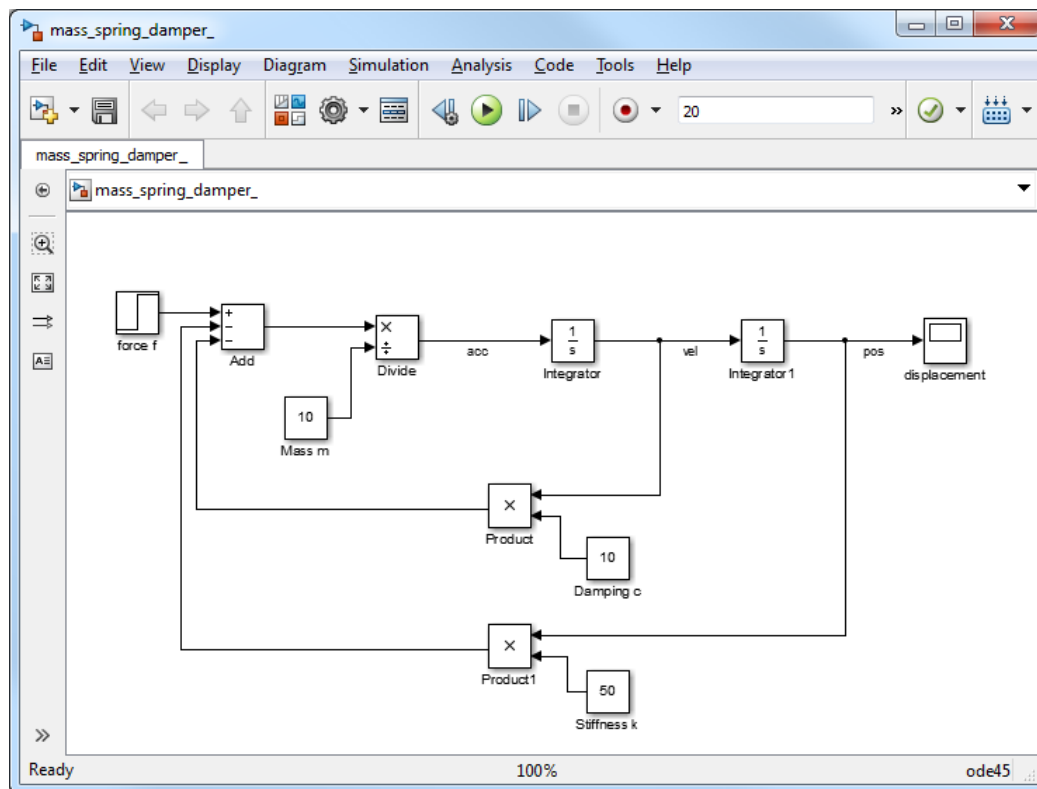 mass_spring_damper_
File Edit View Display Diagram Simulation Analysis Code Tools Help
20
mass_spring_damper_
mass_spring_damper_
force f
+
−
−
Add
×
÷
Divide
acc
1
s
Integrator
vel
1
s
Integrator1
pos
displacement
10
Mass m
×
Product
10
Damping c
×
Product1
50
Stiffness k
Ready 100% ode45